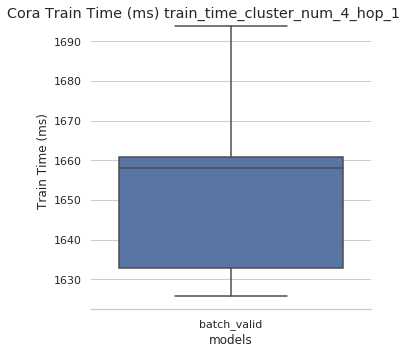 Cora Train Time (ms) train_time_cluster_num_4_hop_1
1690
1680
1670
1660
1650
1640
1630
Train Time (ms)
batch_valid
models